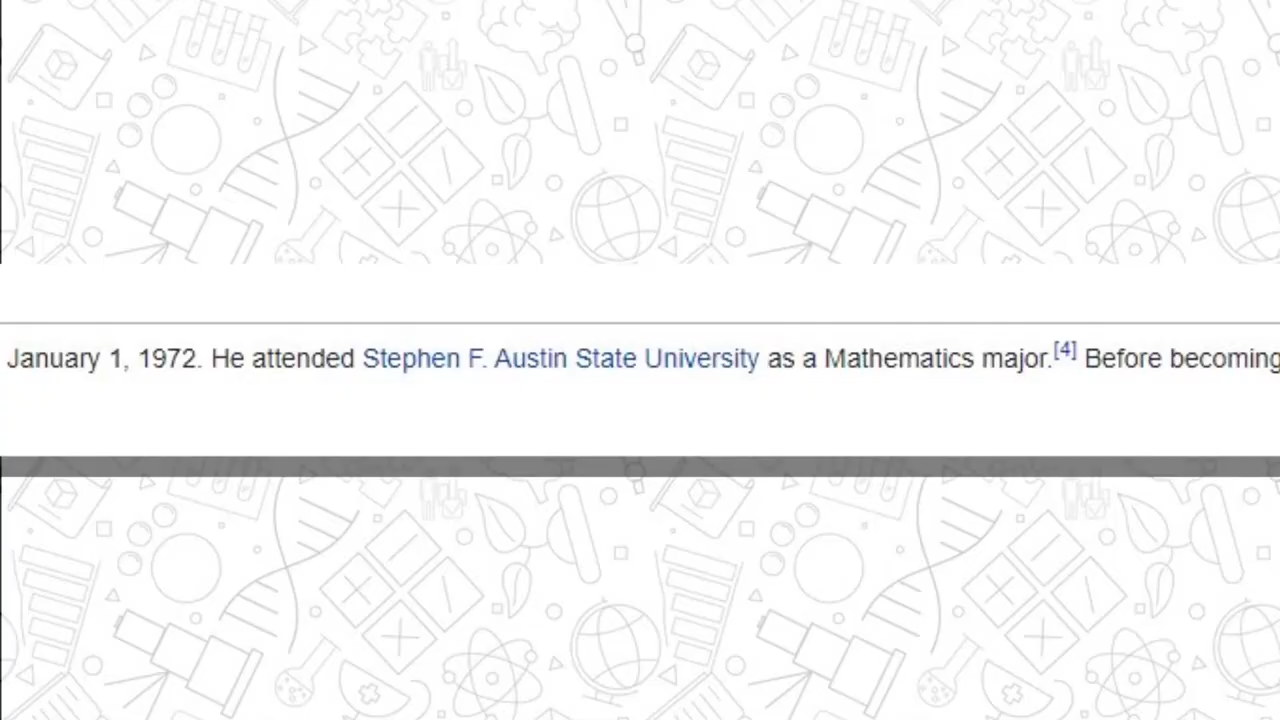 January 1, 1972. He attended Stephen F. Austin State University as a Mathematics major.[4] Before becoming